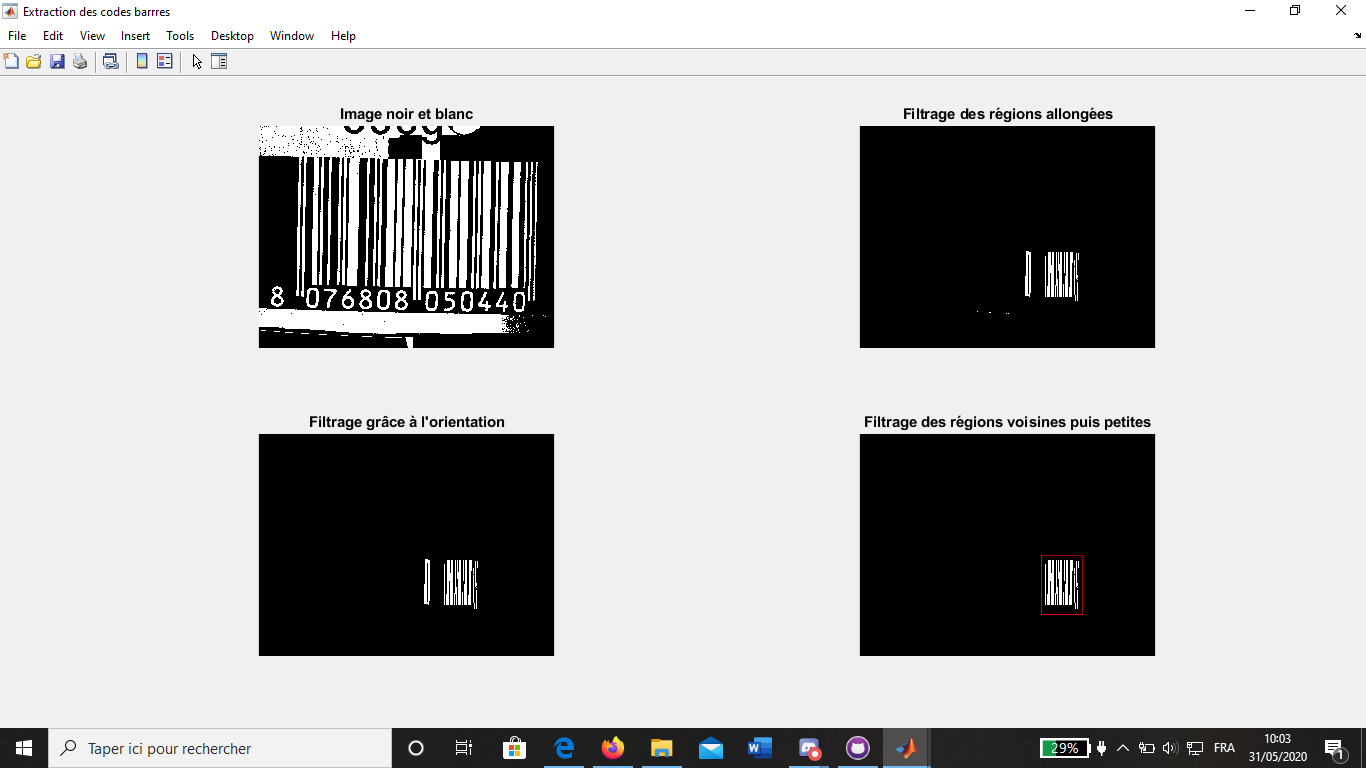 Extraction des codes barrres
File Edit View Insert Tools Desktop Window Help
Image noir et blanc
Filtrage des régions allongées
8 076808 050440
Filtrage grâce à l'orientation
Filtrage des régions voisines puis petites
Taper ici pour rechercher
29%
FRA
10:03
31/05/2020
1